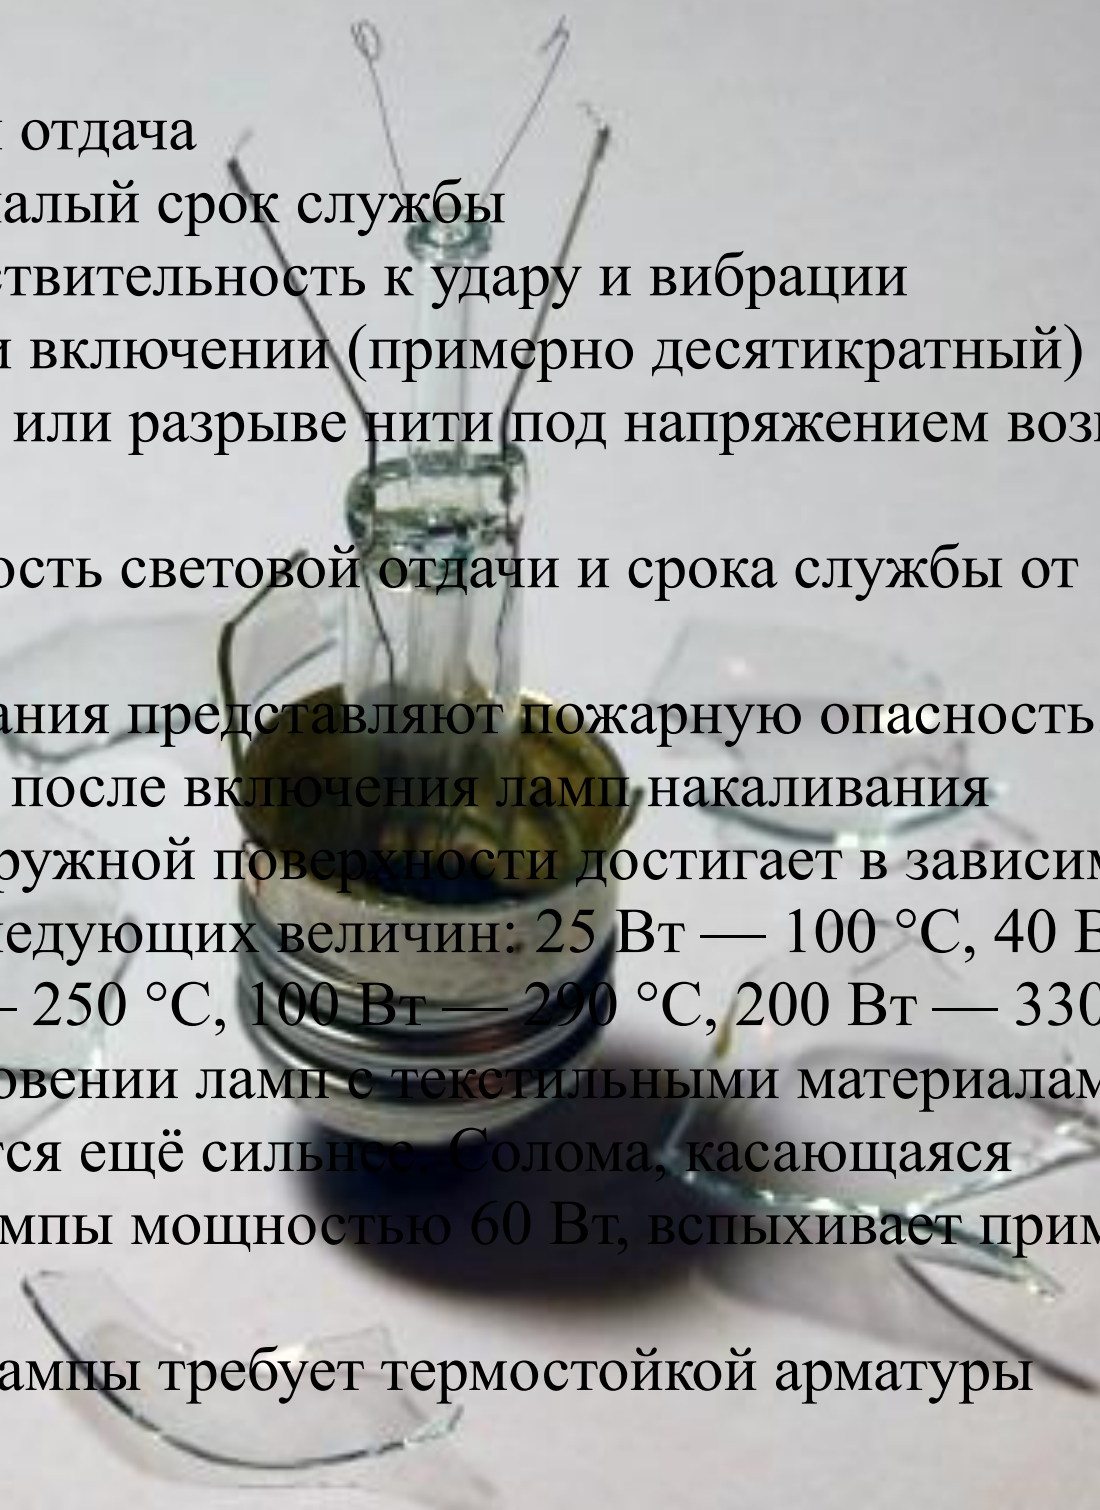 отдача
малый срок службы
ствительность к удару и вибрации
и включении (примерно десятикратный)
или разрыве нити под напряжением воз
ость световой отдачи и срока службы от
ания представляют пожарную опасность.
после включения ламп накаливания
ружной поверхности достигает в зависим
ледующих величин: 25 Вт — 100 °C, 40 В
— 250 °C, 100 Вт — 290 °C, 200 Вт — 330
овении ламп с текстильными материалам
тся ещё сильнее. Солома, касающаяся
мпы мощностью 60 Вт, вспыхивает прим
ампы требует термостойкой арматуры